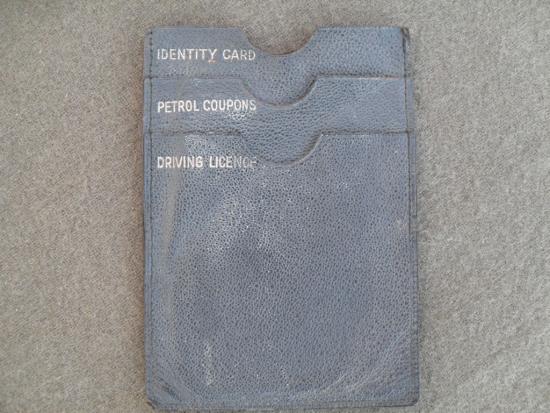 IDENTITY CARD
PETROL COUPONS
DRIVING LICENCE